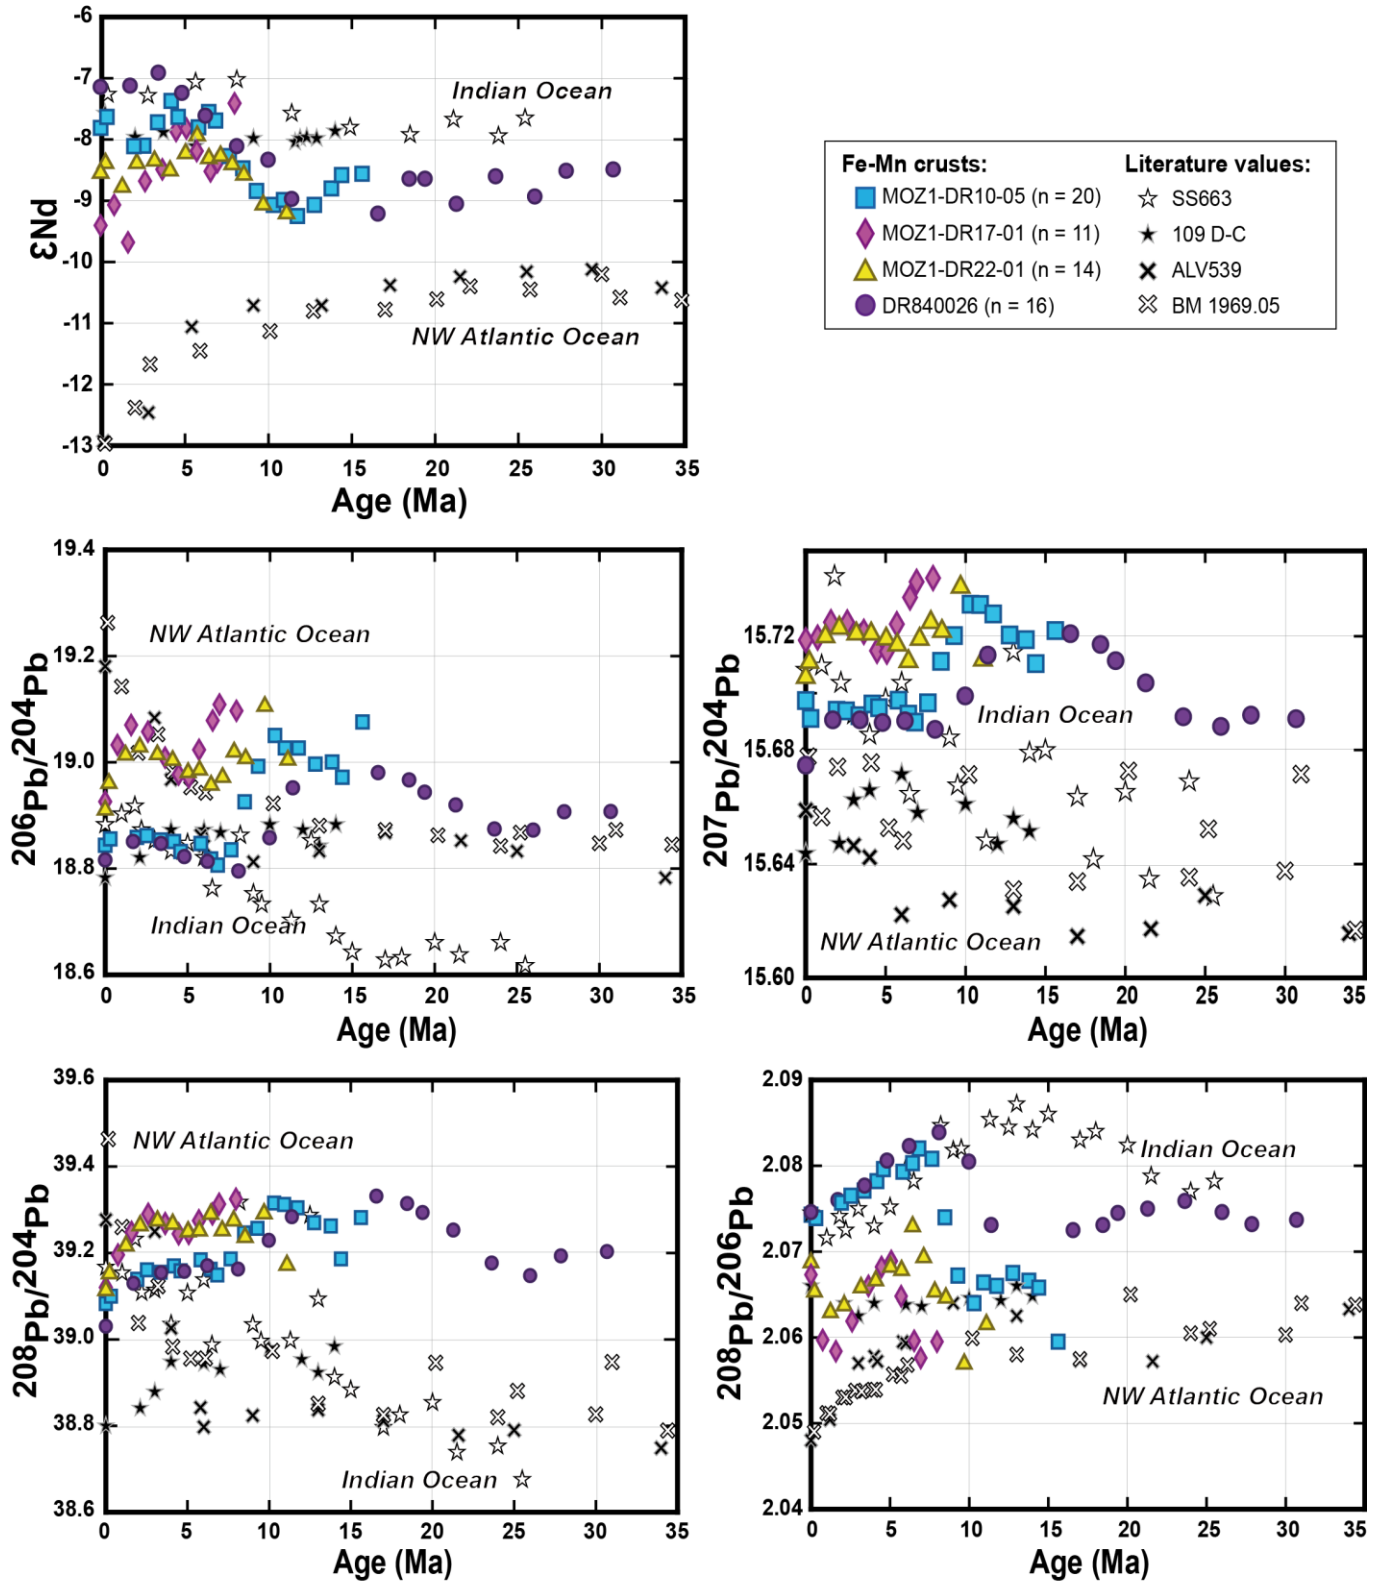 -6
-7
-8
-9
-10
-11
-12
-13
εNd
Indian Ocean
NW Atlantic Ocean
0 5 10 15 20 25 30 35
Age (Ma)
Fe-Mn crusts: Literature values:
MOZ1-DR10-05 (n = 20) SS663
MOZ1-DR17-01 (n = 11) 109 D-C
MOZ1-DR22-01 (n = 14) ALV539
DR840026 (n = 16) BM 1969.05
19.4
19.2
19.0
18.8
18.6
206Pb/204Pb
NW Atlantic Ocean
Indian Ocean
0 5 10 15 20 25 30 35
Age (Ma)
15.72
15.68
15.64
15.60
207Pb/204Pb
Indian Ocean
NW Atlantic Ocean
0 5 10 15 20 25 30 35
Age (Ma)
39.6
39.4
39.2
39.0
38.8
38.6
208Pb/204Pb
NW Atlantic Ocean
Indian Ocean
0 5 10 15 20 25 30 35
Age (Ma)
2.09
2.08
2.07
2.06
2.05
2.04
208Pb/206Pb
Indian Ocean
NW Atlantic Ocean
0 5 10 15 20 25 30 35
Age (Ma)